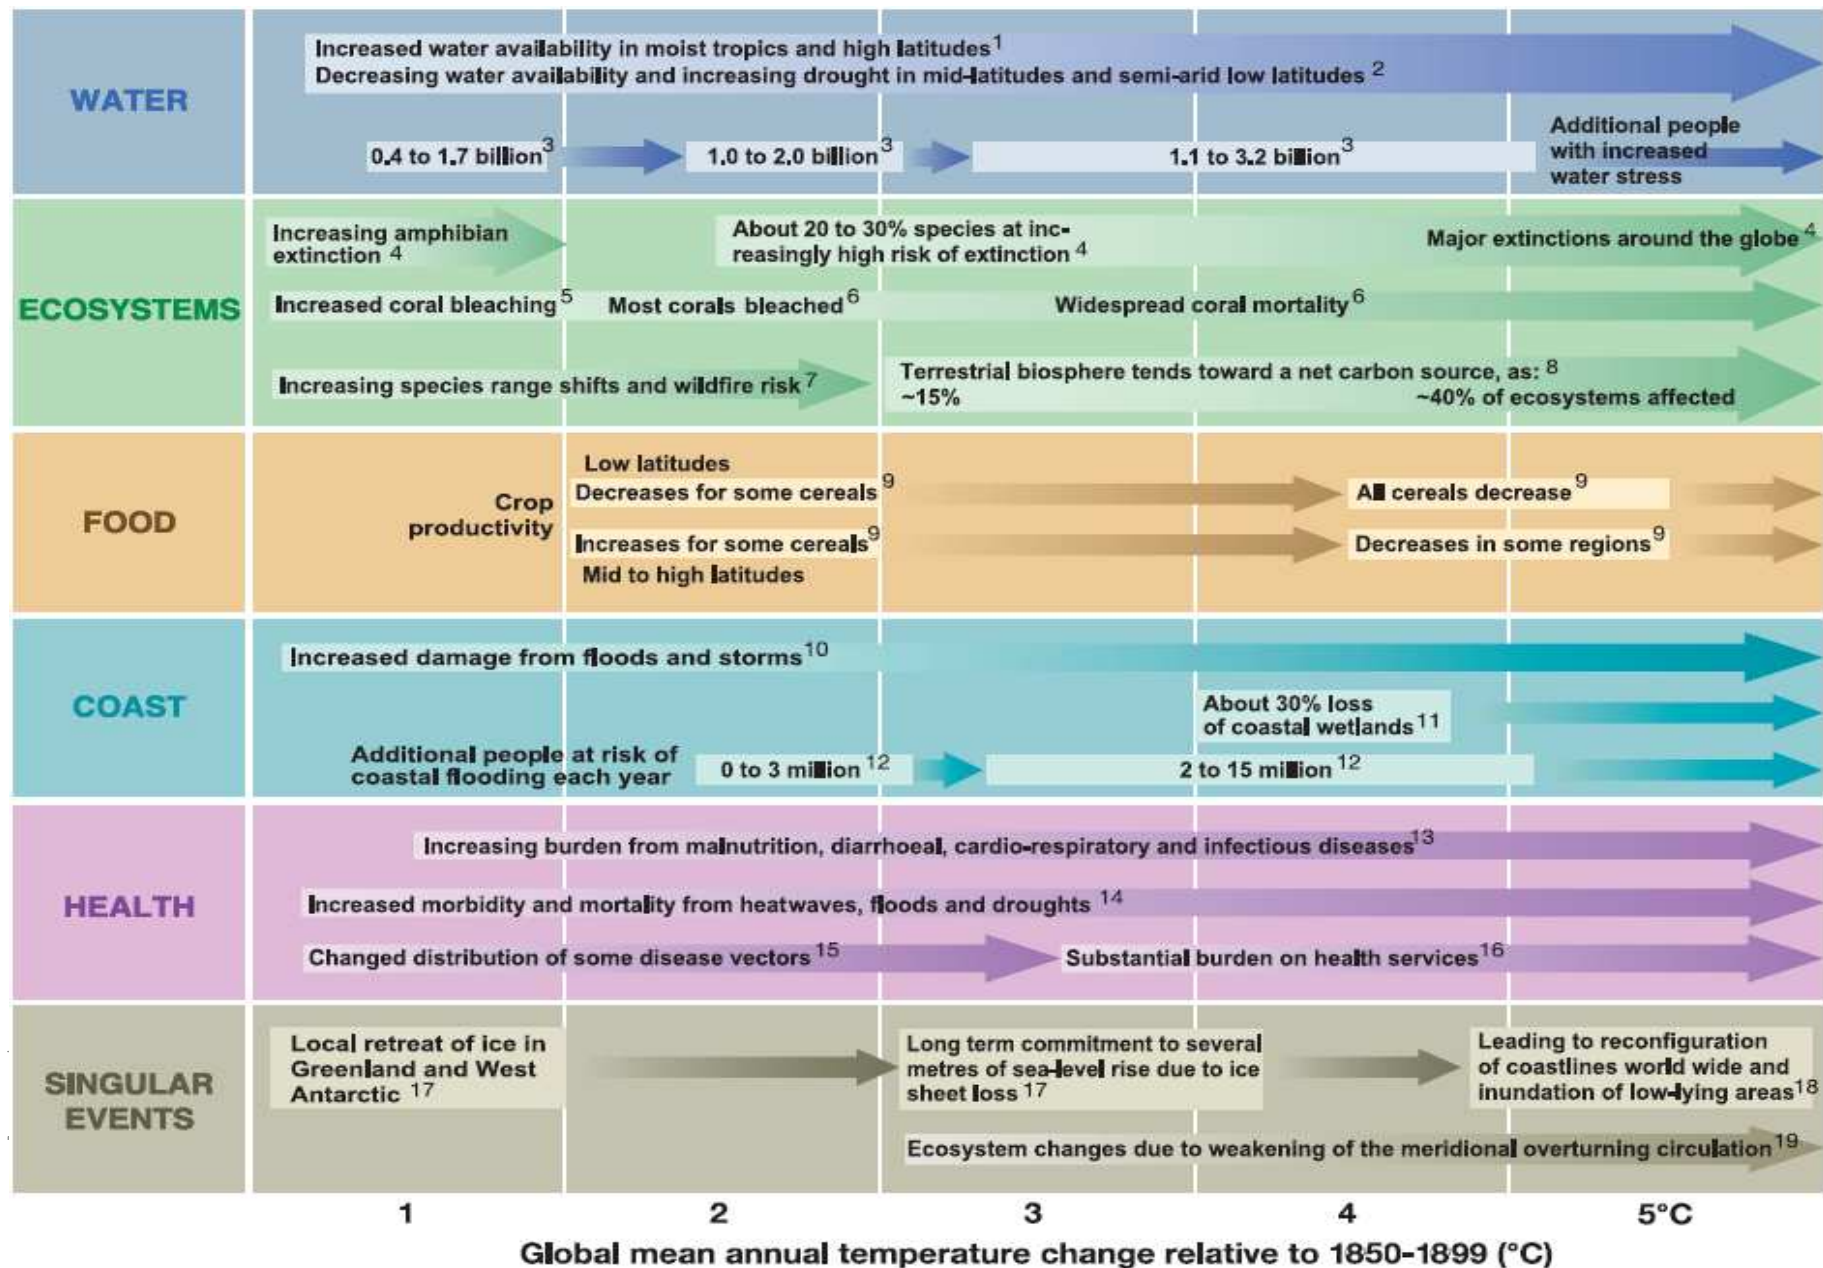 WATER
Increased water availability in moist tropics and high latitudes1
Decreasing water availability and increasing drought in mid-latitudes and semi-arid low latitudes 2
0.4 to 1.7 billion3
1.0 to 2.0 billion3
1.1 to 3.2 billion3
Additional people
with increased
water stress
ECOSYSTEMS
Increasing amphibian
extinction 4
About 20 to 30% species at inc-
reasingly high risk of extinction 4
Major extinctions around the globe 4
Increased coral bleaching5
Most corals bleached6
Widespread coral mortality6
Increasing species range shifts and wildfire risk 7
Terrestrial biosphere tends toward a net carbon source, as: 8
~15%
~40% of ecosystems affected
FOOD
Crop
productivity
Low latitudes
Decreases for some cereals9
All cereals decrease9
Increases for some cereals9
Mid to high latitudes
Decreases in some regions9
COAST
Increased damage from floods and storms10
About 30% loss
of coastal wetlands 11
Additional people at risk of
coastal flooding each year
0 to 3 million 12
2 to 15 million 12
HEALTH
Increasing burden from malnutrition, diarrhoeal, cardio-respiratory and infectious diseases13
Increased morbidity and mortality from heatwaves, floods and droughts 14
Changed distribution of some disease vectors15
Substantial burden on health services16
SINGULAR
EVENTS
Local retreat of ice in
Greenland and West
Antarctic 17
Long term commitment to several
metres of sea-level rise due to ice
sheet loss 17
Leading to reconfiguration
of coastlines world wide and
inundation of low-lying areas18
Ecosystem changes due to weakening of the meridional overturning circulation19
1 2 3 4 5°C
Global mean annual temperature change relative to 1850-1899 (°C)